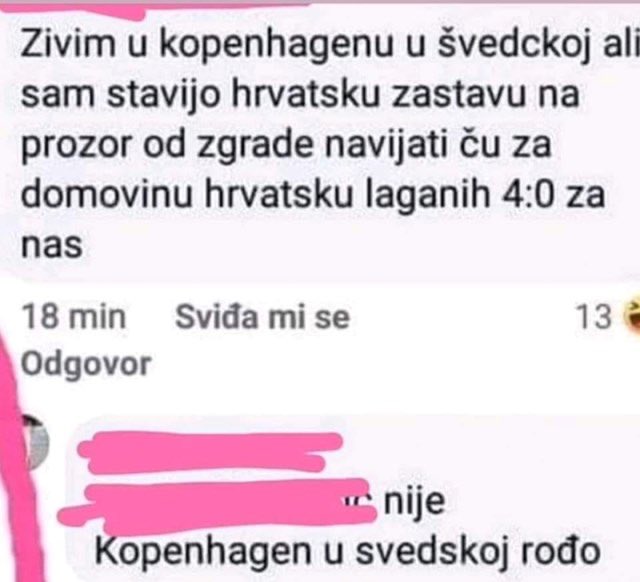 Zivim u kopenhagenu u švedckoj ali
sam stavijo hrvatsku zastavu na
prozor od zgrade navijati ču za
domovinu hrvatsku laganih 4:0 za
nas
18 min Sviđa mi se 13
Odgovor
nije
Kopenhagen u svedskoj rođo